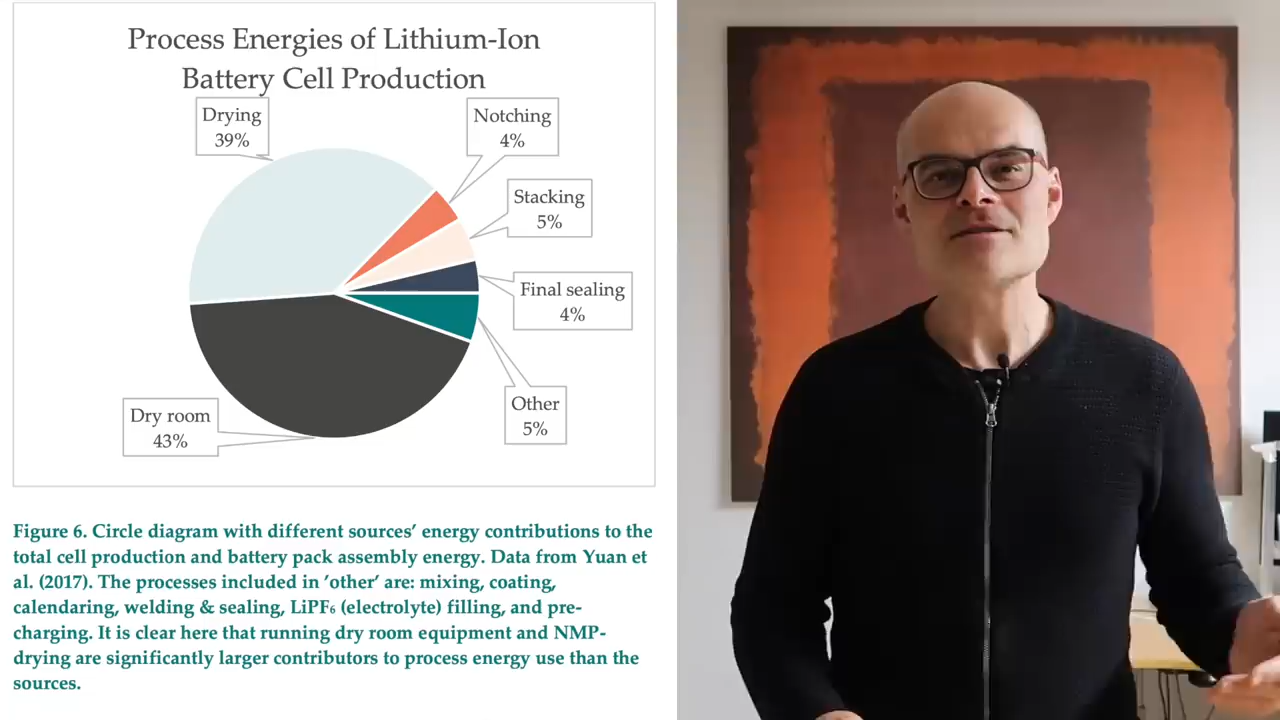 Process Energies of Lithium-Ion
Battery Cell Production
Drying
39%
Notching
4%
Stacking
5%
Final sealing
4%
Other
5%
Dry room
43%
Figure 6. Circle diagram with different sources’ energy contributions to the
total cell production and battery pack assembly energy. Data from Yuan et
al. (2017). The processes included in ’other’ are: mixing, coating,
calendaring, welding & sealing, LiPF₆ (electrolyte) filling, and pre-
charging. It is clear here that running dry room equipment and NMP-
drying are significantly larger contributors to process energy use than the
sources.